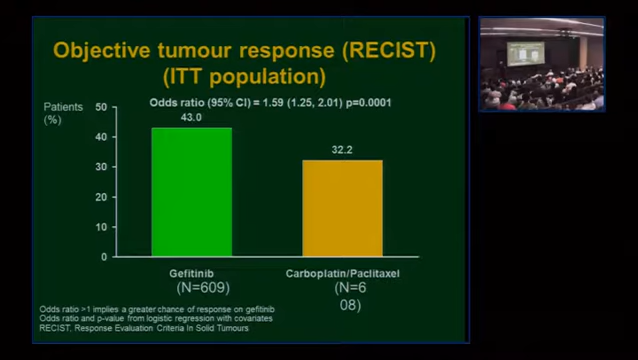 Objective tumour response (RECIST)
(ITT population)
Patients
(%)
Odds ratio (95% CI) = 1.59 (1.25, 2.01) p=0.0001
50
40
30
20
10
0
43.0
32.2
Gefitinib
(N=609)
Carboplatin/Paclitaxel
(N=6
08)
Odds ratio >1 implies a greater chance of response on gefitinib
Odds ratio and p-value from logistic regression with covariates
RECIST, Response Evaluation Criteria In Solid Tumours